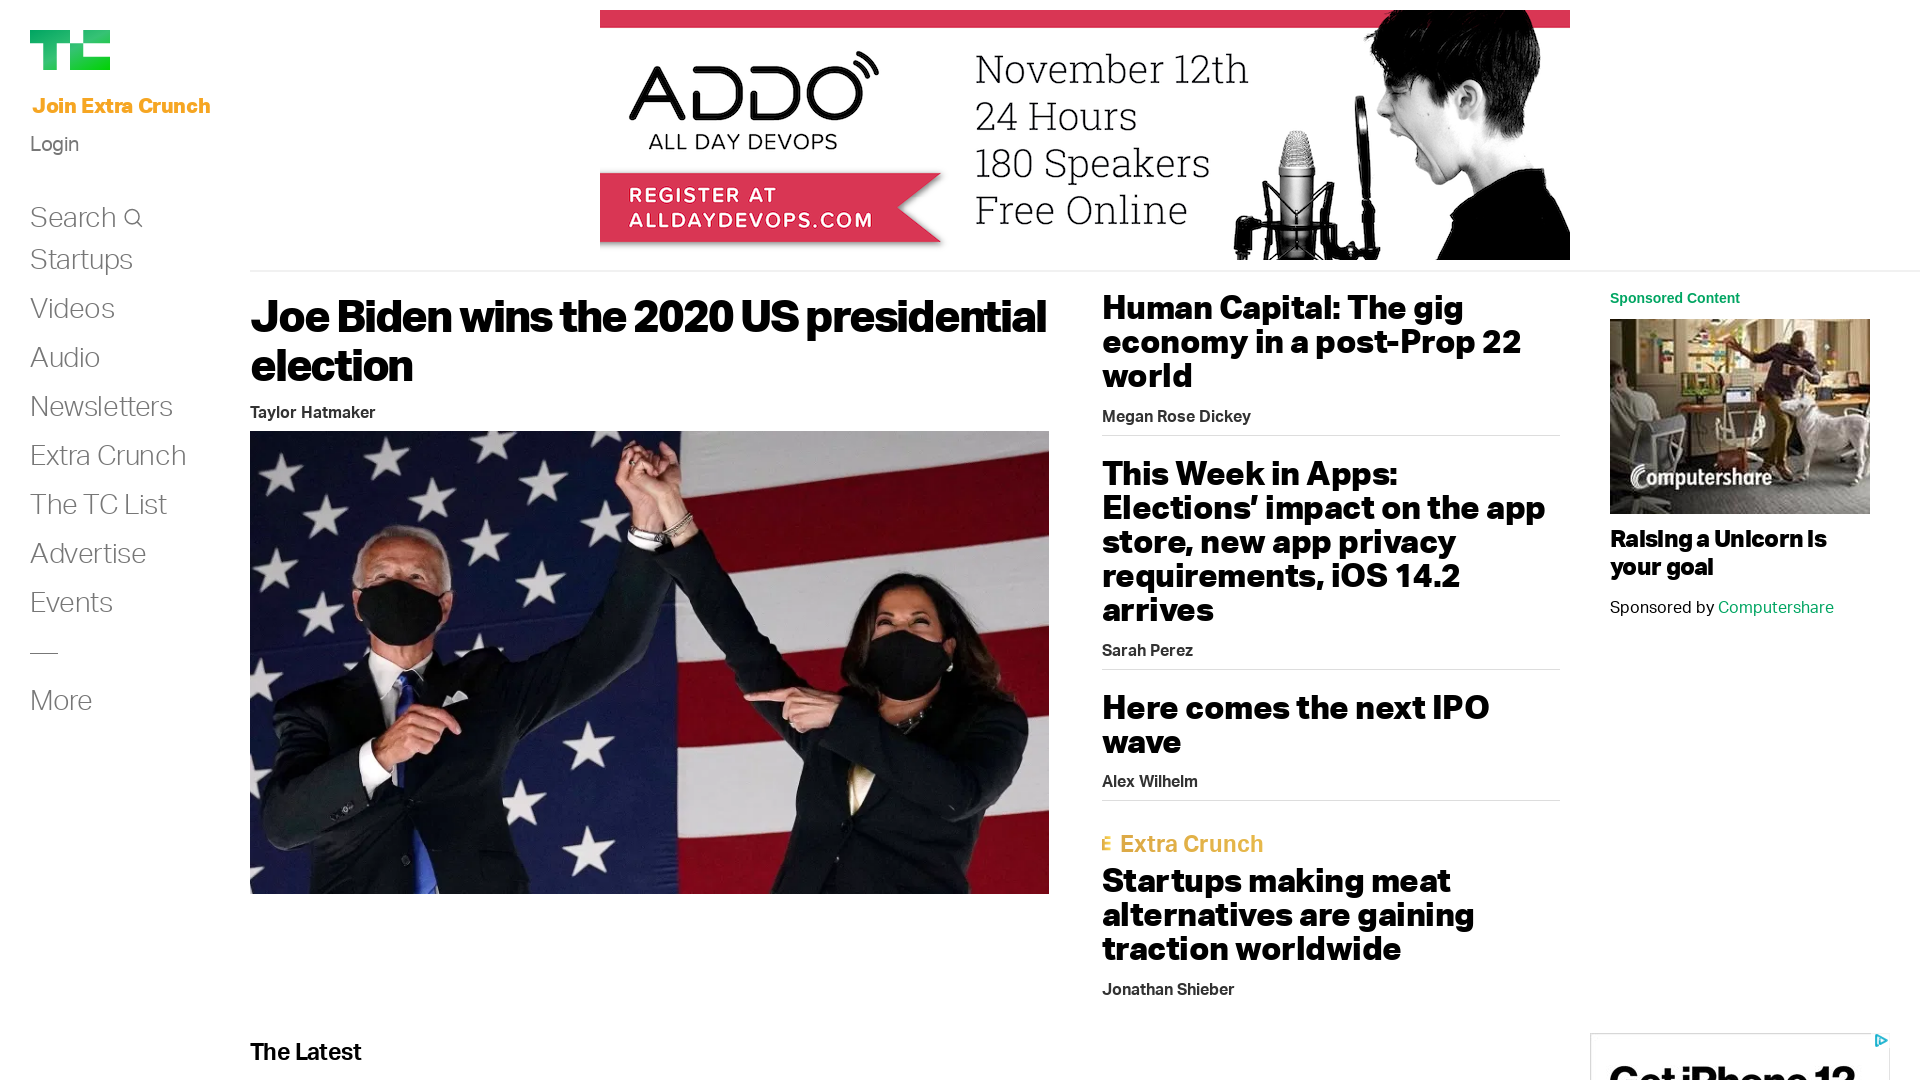 TC
Join Extra Crunch
Login
Search
Startups
Videos
Audio
Newsletters
Extra Crunch
The TC List
Advertise
Events
—
More
ADDO
ALL DAY DEVOPS
REGISTER AT
ALLDAYDEVOPS.COM
November 12th
24 Hours
180 Speakers
Free Online
Joe Biden wins the 2020 US presidential
election
Taylor Hatmaker
Human Capital: The gig
economy in a post-Prop 22
world
Megan Rose Dickey
This Week in Apps:
Elections’ impact on the app
store, new app privacy
requirements, iOS 14.2
arrives
Sarah Perez
Here comes the next IPO
wave
Alex Wilhelm
Extra Crunch
Startups making meat
alternatives are gaining
traction worldwide
Jonathan Shieber
Sponsored Content
Computershare
Raising a Unicorn is
your goal
Sponsored by Computershare
The Latest
Get iPhone 12